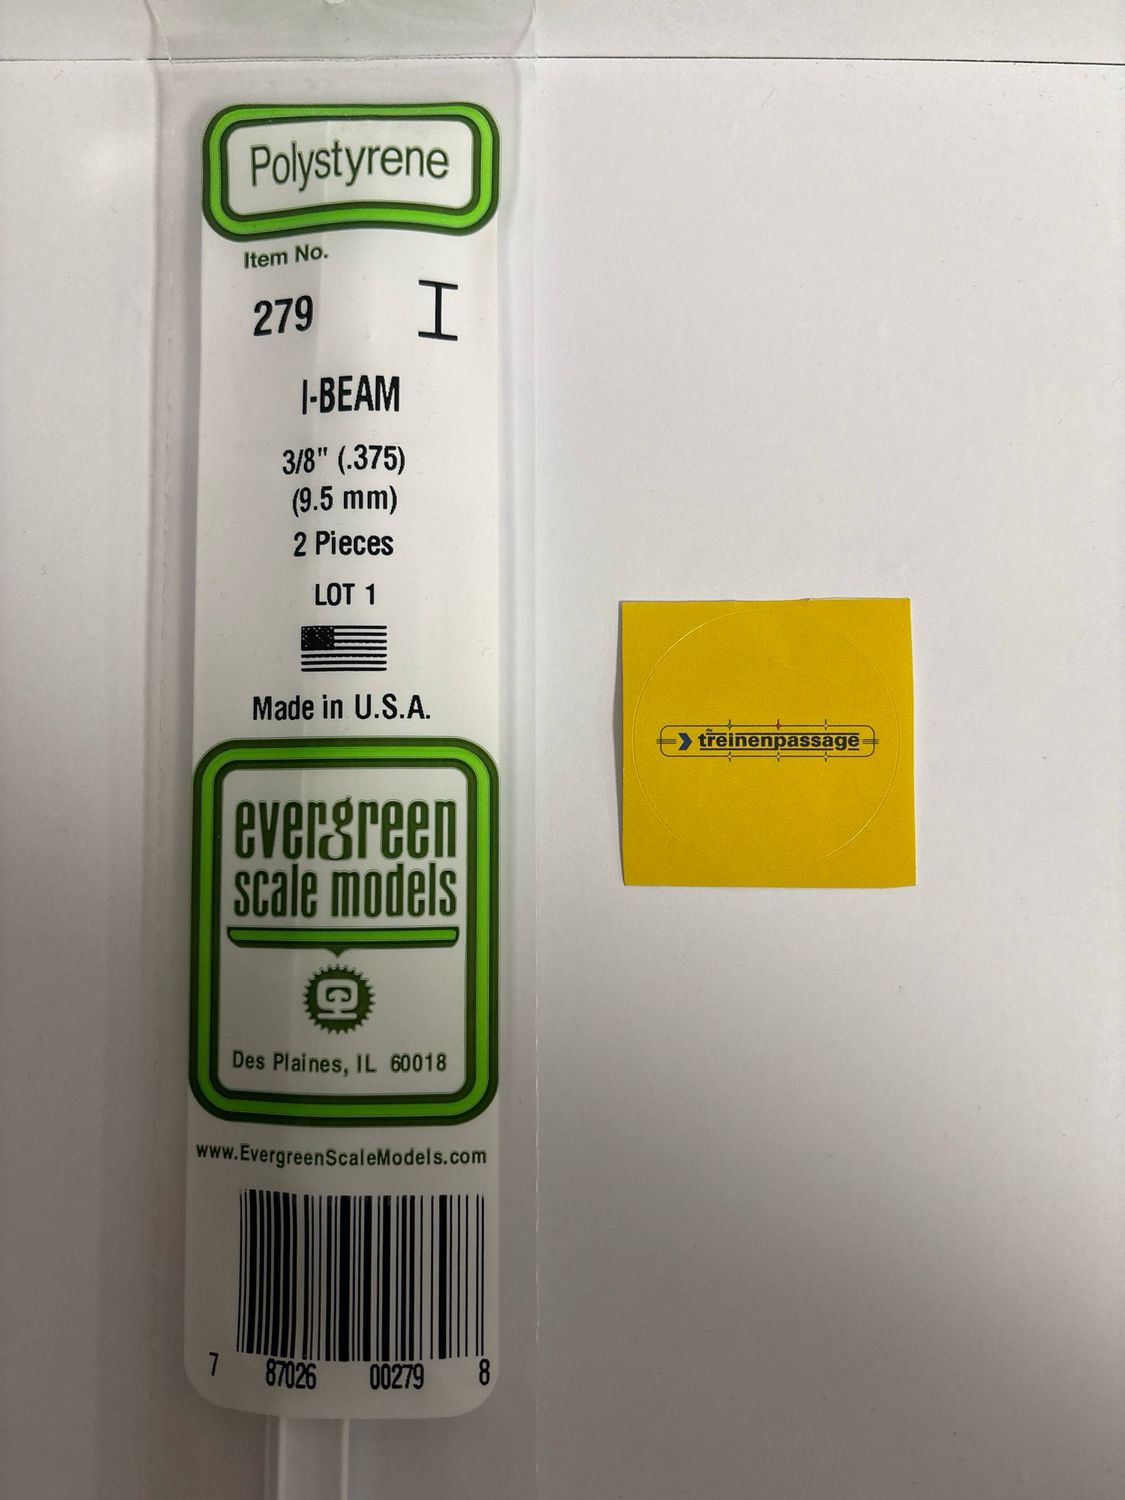 Polystyrene
Item No.
279
I-BEAM
3/8" (.375)
(9.5 mm)
2 Pieces
LOT 1
Made in U.S.A.
evergreen
scale models
Des Plaines, IL 60018
www.EvergreenScaleModels.com
7 87026 00279 8
de
treinenpassage